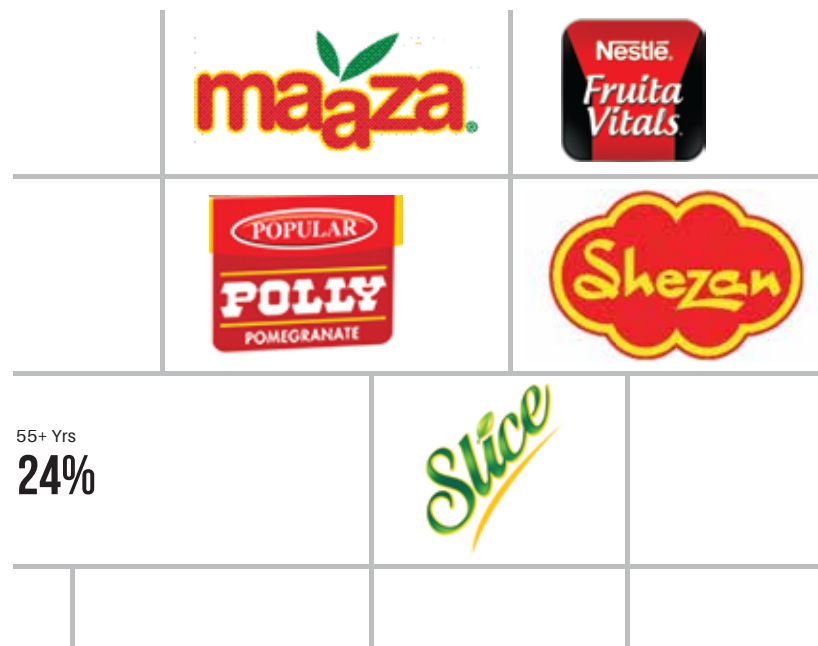 maaza
Nestlé.
Fruita
Vitals
POPULAR
POLLY
POMEGRANATE
Shezan
55+ Yrs
24%
Slice